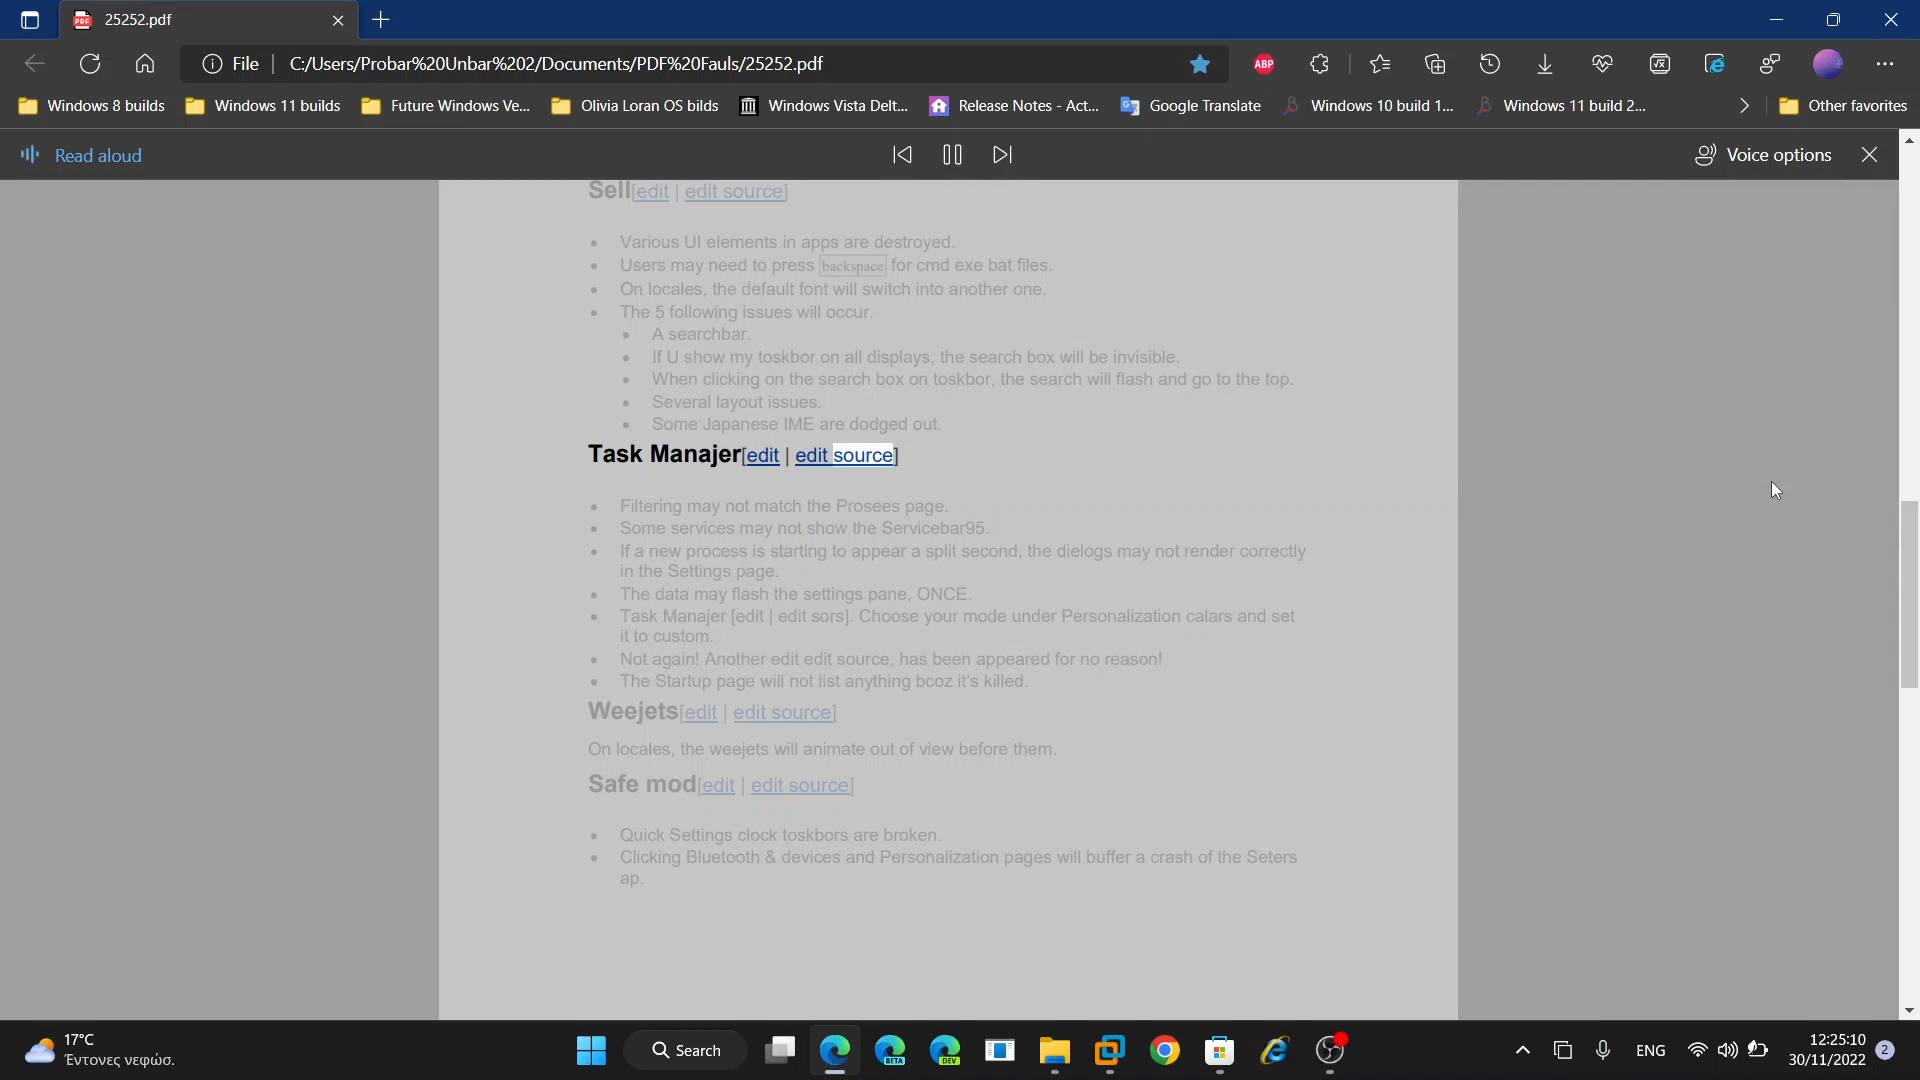 25252.pdf
File
C:/Users/Probar%20Unbar%202/Documents/PDF%20Fauls/25252.pdf
ABP
Windows 8 builds
Windows 11 builds
Future Windows Ve...
Olivia Loran OS bilds
Windows Vista Delt...
Release Notes - Act...
Google Translate
Windows 10 build 1...
Windows 11 build 2...
Other favorites
Read aloud
Voice options
Sell[edit | edit source]
• Various UI elements in apps are destroyed.
• Users may need to press backspace for cmd exe bat files.
• On locales, the default font will switch into another one.
• The 5 following issues will occur.
• A searchbar.
• If U show my toskbor on all displays, the search box will be invisible.
• When clicking on the search box on toskbor, the search will flash and go to the top.
• Several layout issues.
• Some Japanese IME are dodged out.
Task Manajer[edit | edit source]
• Filtering may not match the Prosees page.
• Some services may not show the Servicebar95.
• If a new process is starting to appear a split second, the dielogs may not render correctly
in the Settings page.
• The data may flash the settings pane, ONCE.
• Task Manajer [edit | edit sors]. Choose your mode under Personalization calars and set
it to custom.
• Not again! Another edit edit source, has been appeared for no reason!
• The Startup page will not list anything bcoz it's killed.
Weejets[edit | edit source]
On locales, the weejets will animate out of view before them.
Safe mod[edit | edit source]
• Quick Settings clock toskbors are broken.
• Clicking Bluetooth & devices and Personalization pages will buffer a crash of the Seters
ap.
17°C
Έντονες νεφώσ.
Search
BETA
DEV
ENG
12:25:10
30/11/2022
2